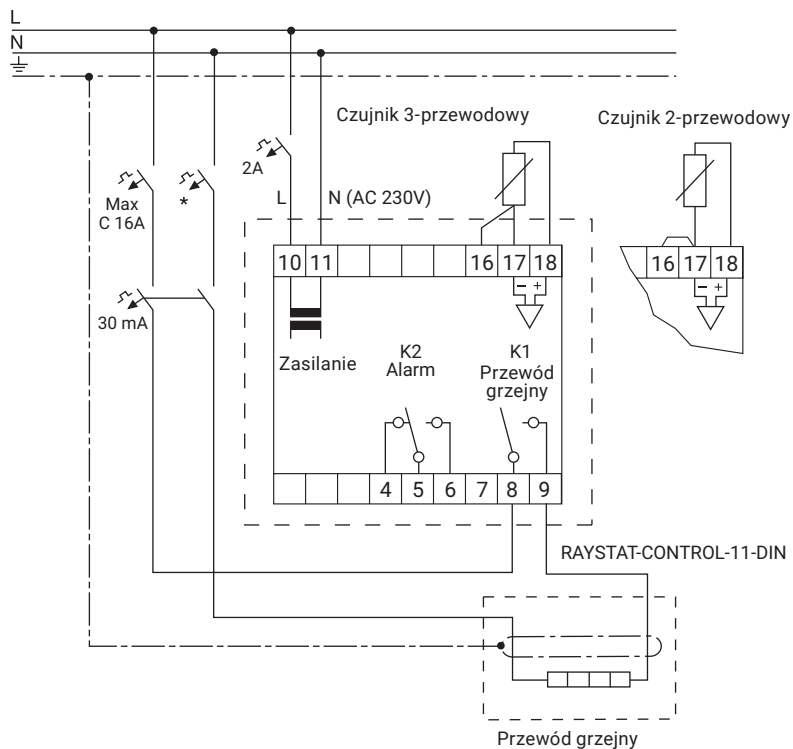 L
N
Czujnik 3-przewodowy
Czujnik 2-przewodowy
2A
Max
C 16A
*
L
N (AC 230V)
10 11 16 17 18
16 17 18
- +
- +
30 mA
Zasilanie
K2
Alarm
K1
Przewód
grzejny
4 5 6 7 8 9
RAYSTAT-CONTROL-11-DIN
Przewód grzejny